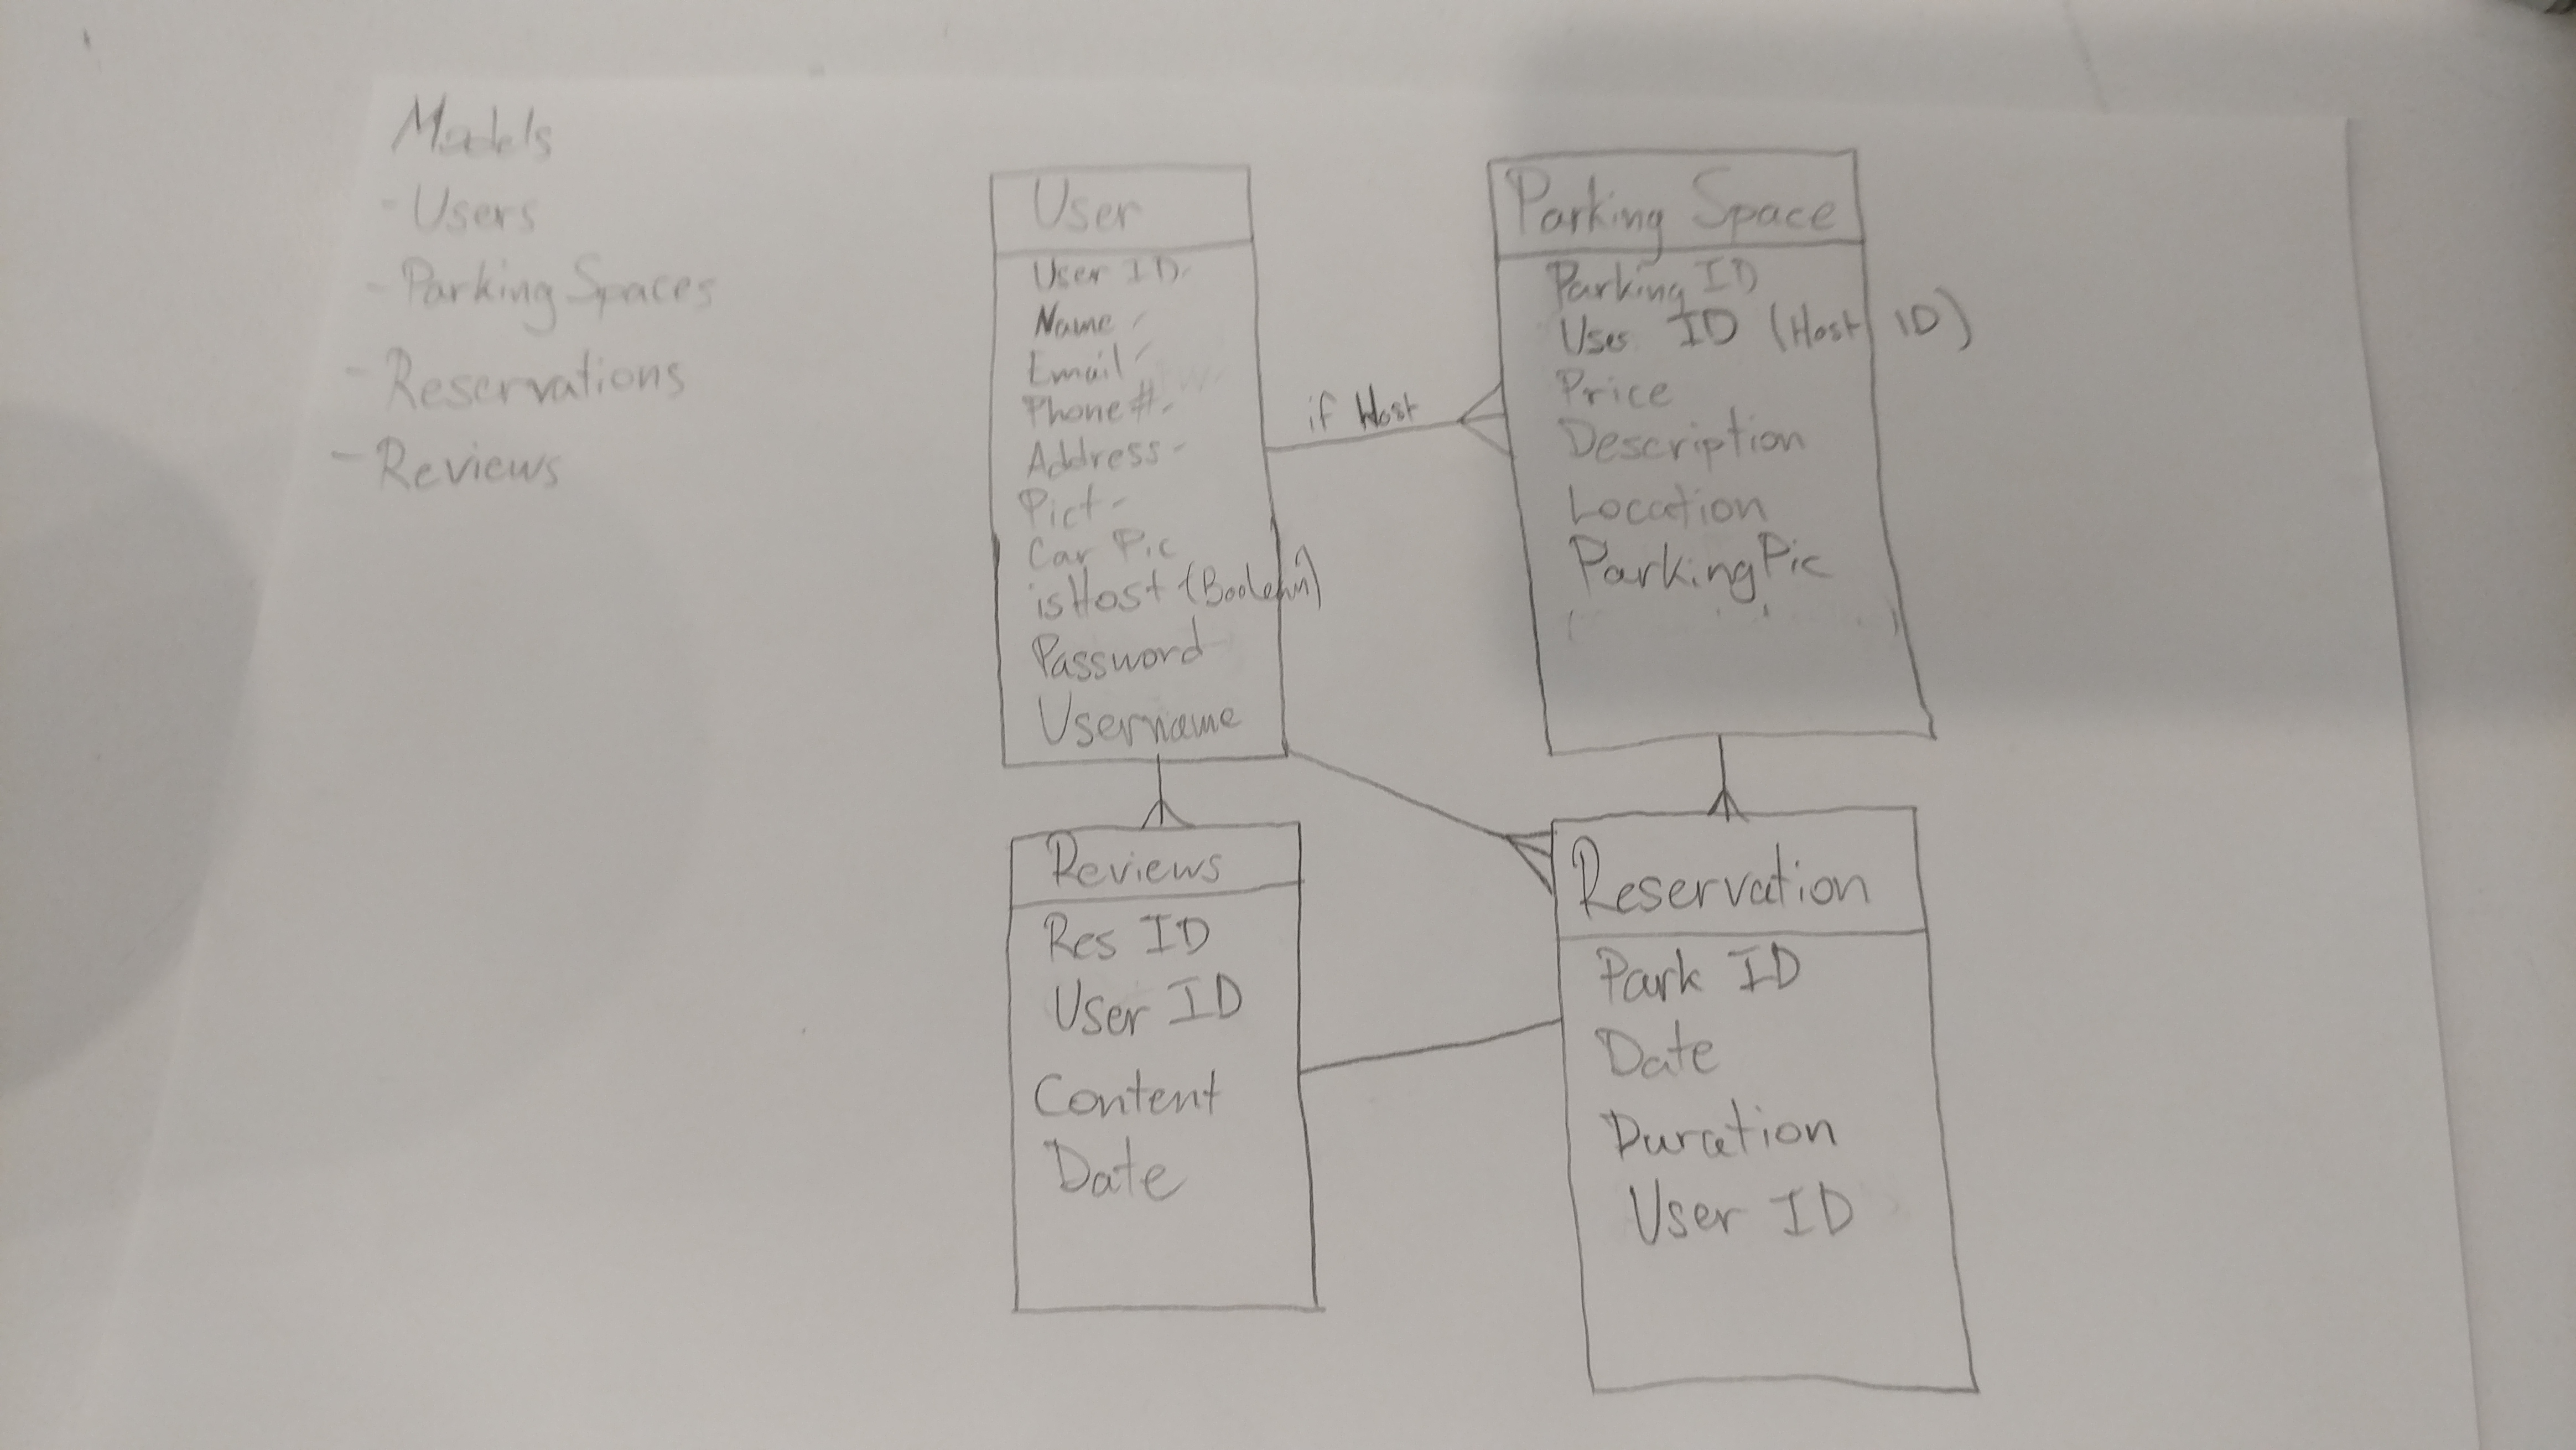 Models
- Users
- Parking Spaces
- Reservations
- Reviews
User
User ID
Name
Email
Phone #
Address
Pict
Car Pic
isHost (Boolean)
Password
Username
if Host
Parking Space
Parking ID
User ID (Host ID)
Price
Description
Location
ParkingPic
Reviews
Res ID
User ID
Content
Date
Reservation
Park ID
Date
Duration
User ID